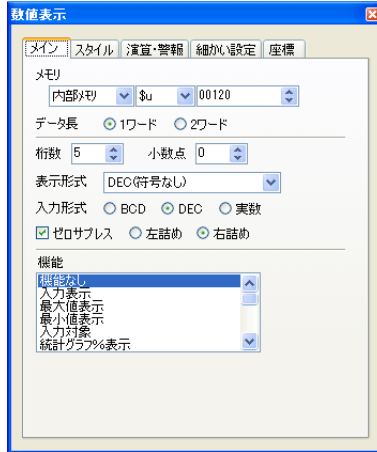 数値表示
メイン スタイル 演算・警報 細かい設定 座標
メモリ
内部メモリ $u 00120
データ長 1ワード 2ワード
桁数 5 小数点 0
表示形式 DEC(符号なし)
入力形式 BCD DEC 実数
ゼロサプレス 左詰め 右詰め
機能
機能なし
入力表示
最大値表示
最小値表示
入力対象
統計グラフ%表示